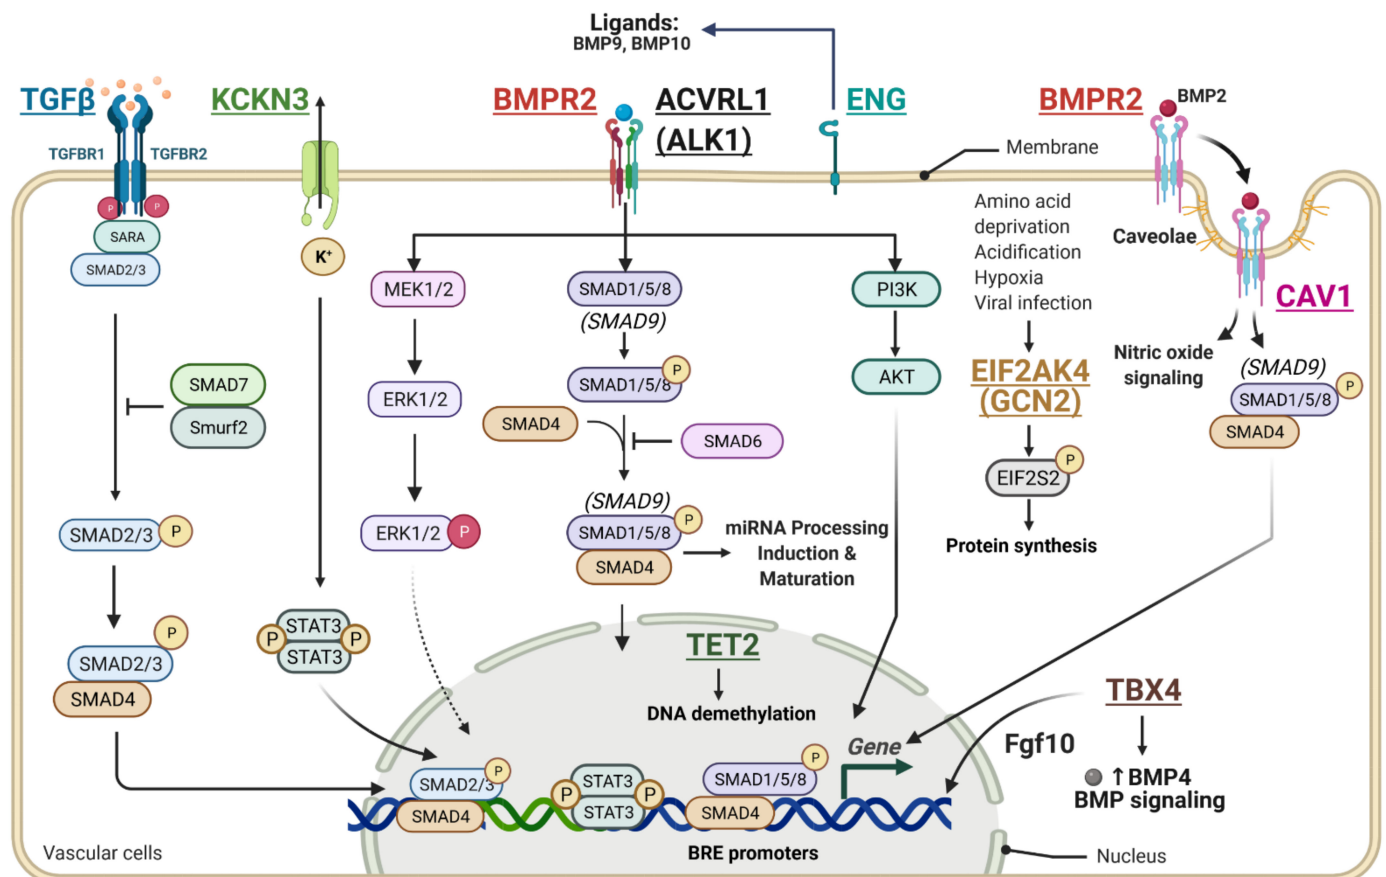 Ligands:
BMP9, BMP10
TGFβ
TGFBR1
TGFBR2
P
P
SARA
SMAD2/3
SMAD7
Smurf2
SMAD2/3
P
P
SMAD2/3
SMAD4
KCKN3
K+
STAT3
P
P
STAT3
BMPR2
ACVRL1
(ALK1)
ENG
MEK1/2
ERK1/2
ERK1/2
P
SMAD1/5/8
(SMAD9)
P
SMAD1/5/8
SMAD4
SMAD6
(SMAD9)
P
SMAD1/5/8
SMAD4
miRNA Processing
Induction &
Maturation
PI3K
AKT
Membrane
Amino acid
deprivation
Acidification
Hypoxia
Viral infection
EIF2AK4
(GCN2)
P
EIF2S2
Protein synthesis
BMPR2
BMP2
Caveolae
CAV1
Nitric oxide
signaling
(SMAD9)
P
SMAD1/5/8
SMAD4
TET2
DNA demethylation
TBX4
Fgf10
↑BMP4
BMP signaling
Gene
P
SMAD2/3
SMAD4
STAT3
P
P
STAT3
P
SMAD1/5/8
SMAD4
BRE promoters
Vascular cells
Nucleus